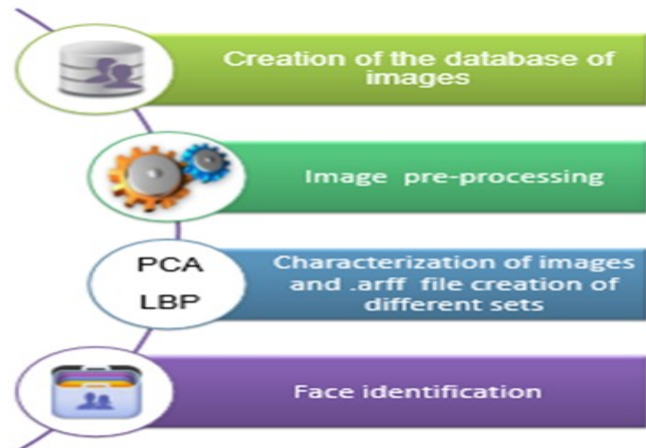 Creation of the database of
images
Image pre-processing
PCA
LBP
Characterization of images
and .arff file creation of
different sets
Face identification